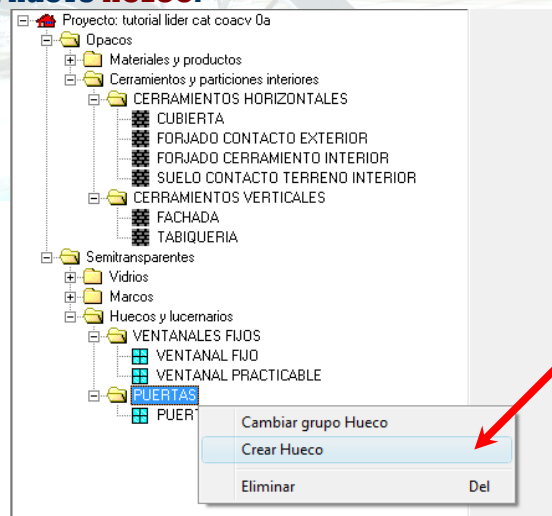 Proyecto: tutorial lider cat coacv 0a
Opacos
Materiales y productos
Cerramientos y particiones interiores
CERRAMIENTOS HORIZONTALES
CUBIERTA
FORJADO CONTACTO EXTERIOR
FORJADO CERRAMIENTO INTERIOR
SUELO CONTACTO TERRENO INTERIOR
CERRAMIENTOS VERTICALES
FACHADA
TABIQUERIA
Semitransparentes
Vidrios
Marcos
Huecos y lucernarios
VENTANALES FIJOS
VENTANAL FIJO
VENTANAL PRACTICABLE
PUERTAS
PUERT
Cambiar grupo Hueco
Crear Hueco
Eliminar Del